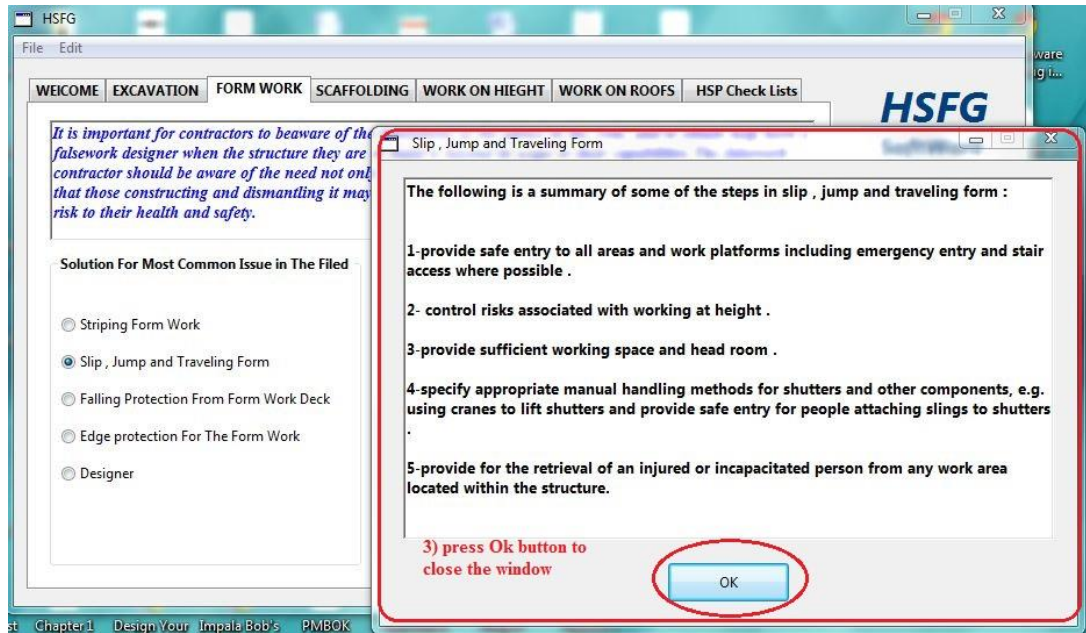 HSFG
ware
File Edit
g i...
WElCOME EXCAVATION FORM WORK SCAFFOLDING WORK ON HIEGHT WORK ON ROOFS HSP Check Lists
HSFG
It is important for contractors to beaware of the
falsework designer when the structure they are
contractor should be aware of the need not onl
that those constructing and dismantling it may
risk to their health and safety.
Solution For Most Common Issue in The Filed
Striping Form Work
Slip , Jump and Traveling Form
Falling Protection From Form Work Deck
Edge protection For The Form Work
Designer
Slip , Jump and Traveling Form
The following is a summary of some of the steps in slip , jump and traveling form :
1-provide safe entry to all areas and work platforms including emergency entry and stair
access where possible .
2- control risks associated with working at height .
3-provide sufficient working space and head room .
4-specify appropriate manual handling methods for shutters and other components, e.g.
using cranes to lift shutters and provide safe entry for people attaching slings to shutters
.
5-provide for the retrieval of an injured or incapacitated person from any work area
located within the structure.
3) press Ok button to
close the window
OK
st Chapter 1 Design Your Impala Bob's PMBOK